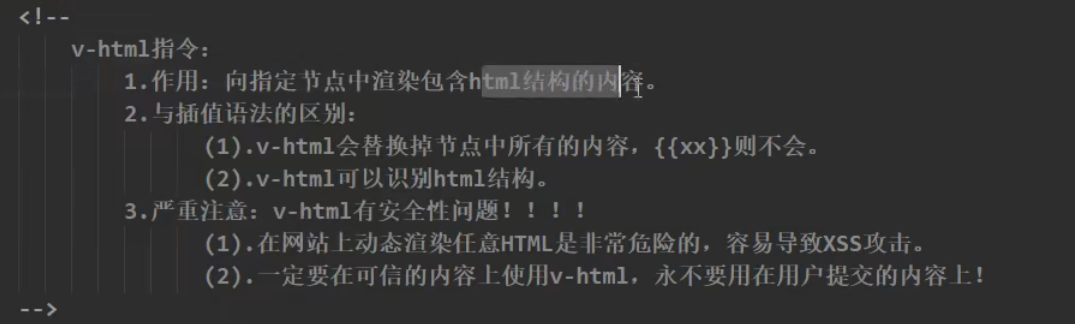 <!--
v-html指令：
1.作用：向指定节点中渲染包含html结构的内容。
2.与插值语法的区别：
(1).v-html会替换掉节点中所有的内容，{{xx}}则不会。
(2).v-html可以识别html结构。
3.严重注意：v-html有安全性问题！！！！
(1).在网站上动态渲染任意HTML是非常危险的，容易导致XSS攻击。
(2).一定要在可信的内容上使用v-html，永不要用在用户提交的内容上！
-->